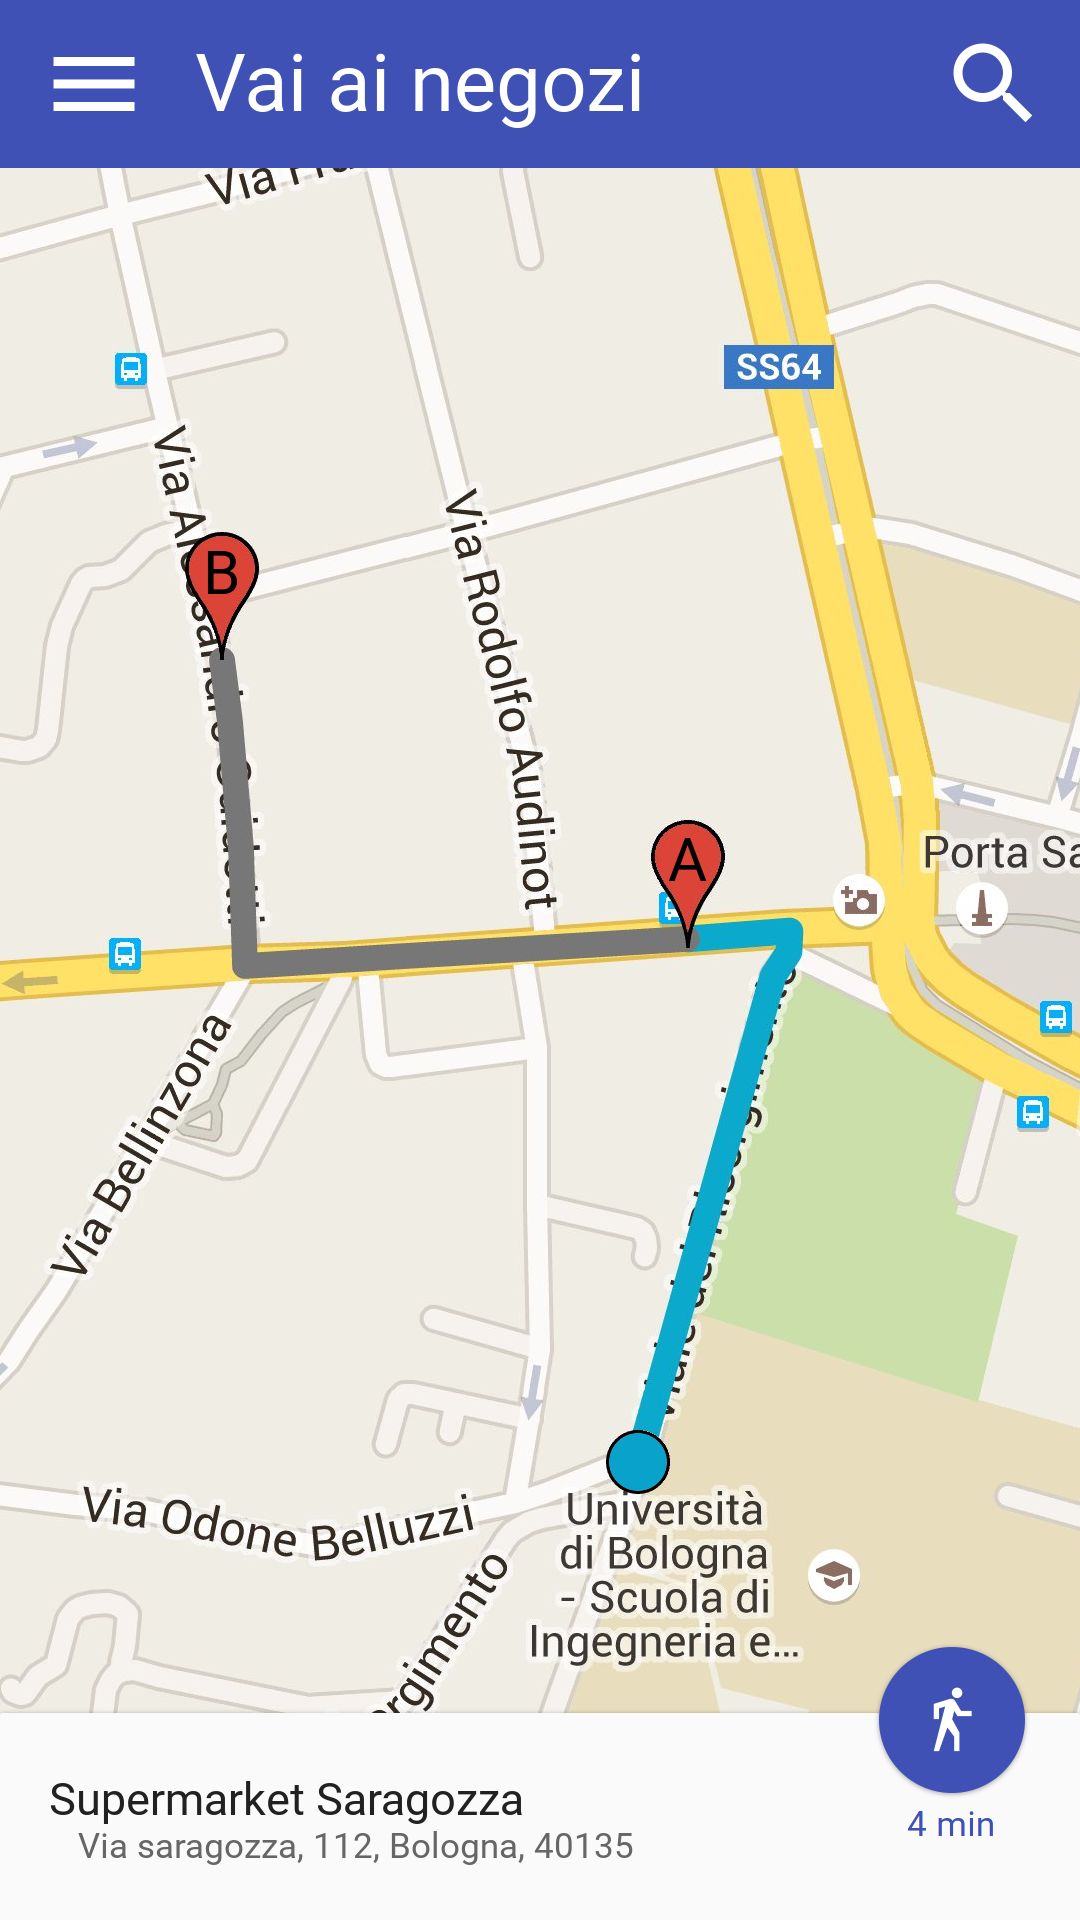 Vai ai negozi
Via
SS64
Via Rodolfo Audinot
B
A
Porta Sa
Via Bellinzona
Via Odone Belluzzi
Università
di Bologna
- Scuola di
Ingegneria e...
Supermarket Saragozza
4 min
Via saragozza, 112, Bologna, 40135